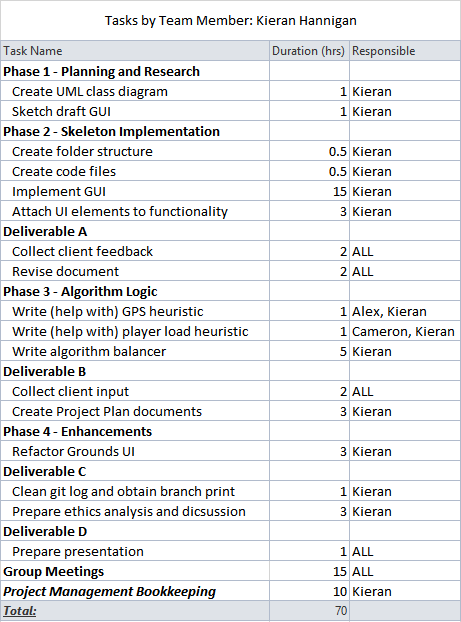 Tasks by Team Member: Kieran Hannigan
Task Name Duration (hrs) Responsible
Phase 1 - Planning and Research
Create UML class diagram 1 Kieran
Sketch draft GUI 1 Kieran
Phase 2 - Skeleton Implementation
Create folder structure 0.5 Kieran
Create code files 0.5 Kieran
Implement GUI 15 Kieran
Attach UI elements to functionality 3 Kieran
Deliverable A
Collect client feedback 2 ALL
Revise document 2 ALL
Phase 3 - Algorithm Logic
Write (help with) GPS heuristic 1 Alex, Kieran
Write (help with) player load heuristic 1 Cameron, Kieran
Write algorithm balancer 5 Kieran
Deliverable B
Collect client input 2 ALL
Create Project Plan documents 3 Kieran
Phase 4 - Enhancements
Refactor Grounds UI 3 Kieran
Deliverable C
Clean git log and obtain branch print 1 Kieran
Prepare ethics analysis and dicsussion 3 Kieran
Deliverable D
Prepare presentation 1 ALL
Group Meetings 15 ALL
Project Management Bookkeeping 10 Kieran
Total: 70